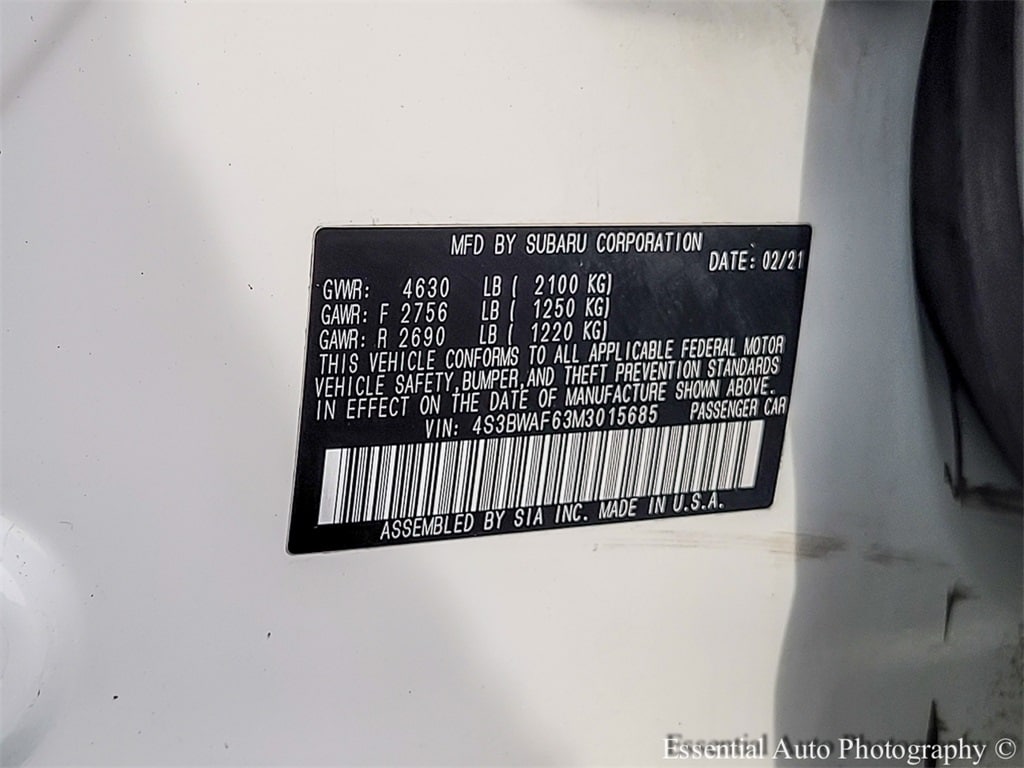 MFD BY SUBARU CORPORATION
DATE: 02/21
GVWR: 4630 LB ( 2100 KG)
GAWR: F 2756 LB ( 1250 KG)
GAWR: R 2690 LB ( 1220 KG)
THIS VEHICLE CONFORMS TO ALL APPLICABLE FEDERAL MOTOR
VEHICLE SAFETY, BUMPER, AND THEFT PREVENTION STANDARDS
IN EFFECT ON THE DATE OF MANUFACTURE SHOWN ABOVE.
VIN: 4S3BWAF63M3015685 PASSENGER CAR
ASSEMBLED BY SIA INC. MADE IN U.S.A.
Essential Auto Photography ©